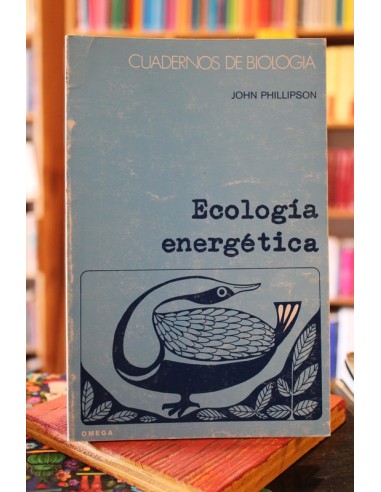 CUADERNOS DE BIOLOGIA
JOHN PHILLIPSON
Ecología
energética
OMEGA